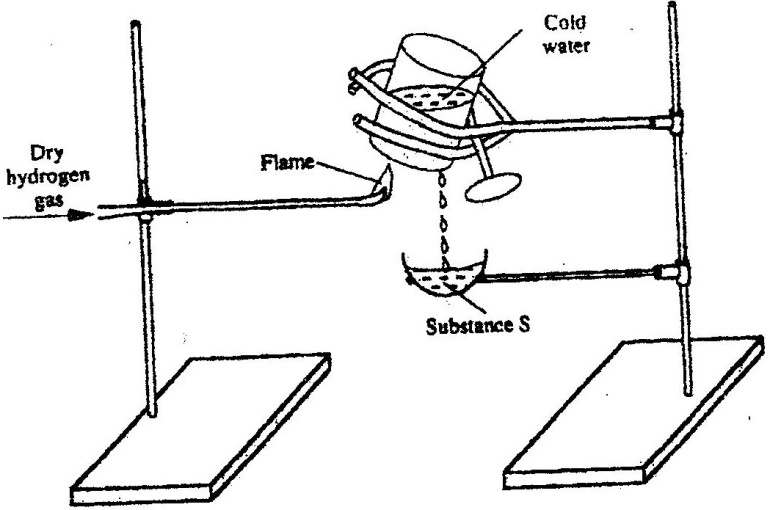 Cold
water
Dry
hydrogen
gas
Flame
Substance S